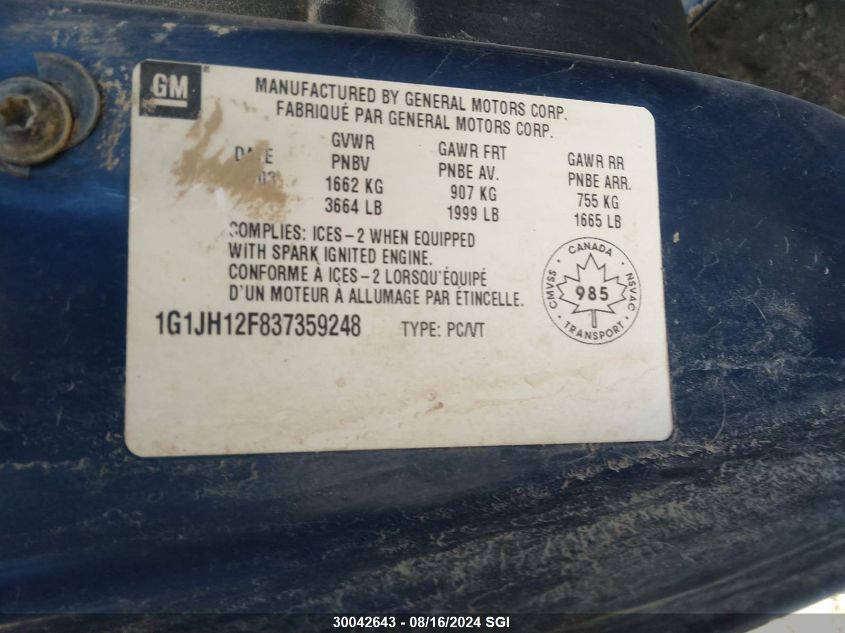 GM
MANUFACTURED BY GENERAL MOTORS CORP.
FABRIQUÉ PAR GENERAL MOTORS CORP.
DATE GVWR GAWR FRT GAWR RR
PNBV PNBE AV. PNBE ARR.
1662 KG 907 KG 755 KG
3664 LB 1999 LB 1665 LB
COMPLIES: ICES-2 WHEN EQUIPPED
WITH SPARK IGNITED ENGINE.
CONFORME À ICES-2 LORSQU'ÉQUIPÉ
D'UN MOTEUR À ALLUMAGE PAR ÉTINCELLE.
1G1JH12F837359248 TYPE: PC/VT
CANADA
CMVSS 985 NSVAC
TRANSPORT
30042643 - 08/16/2024 SGI